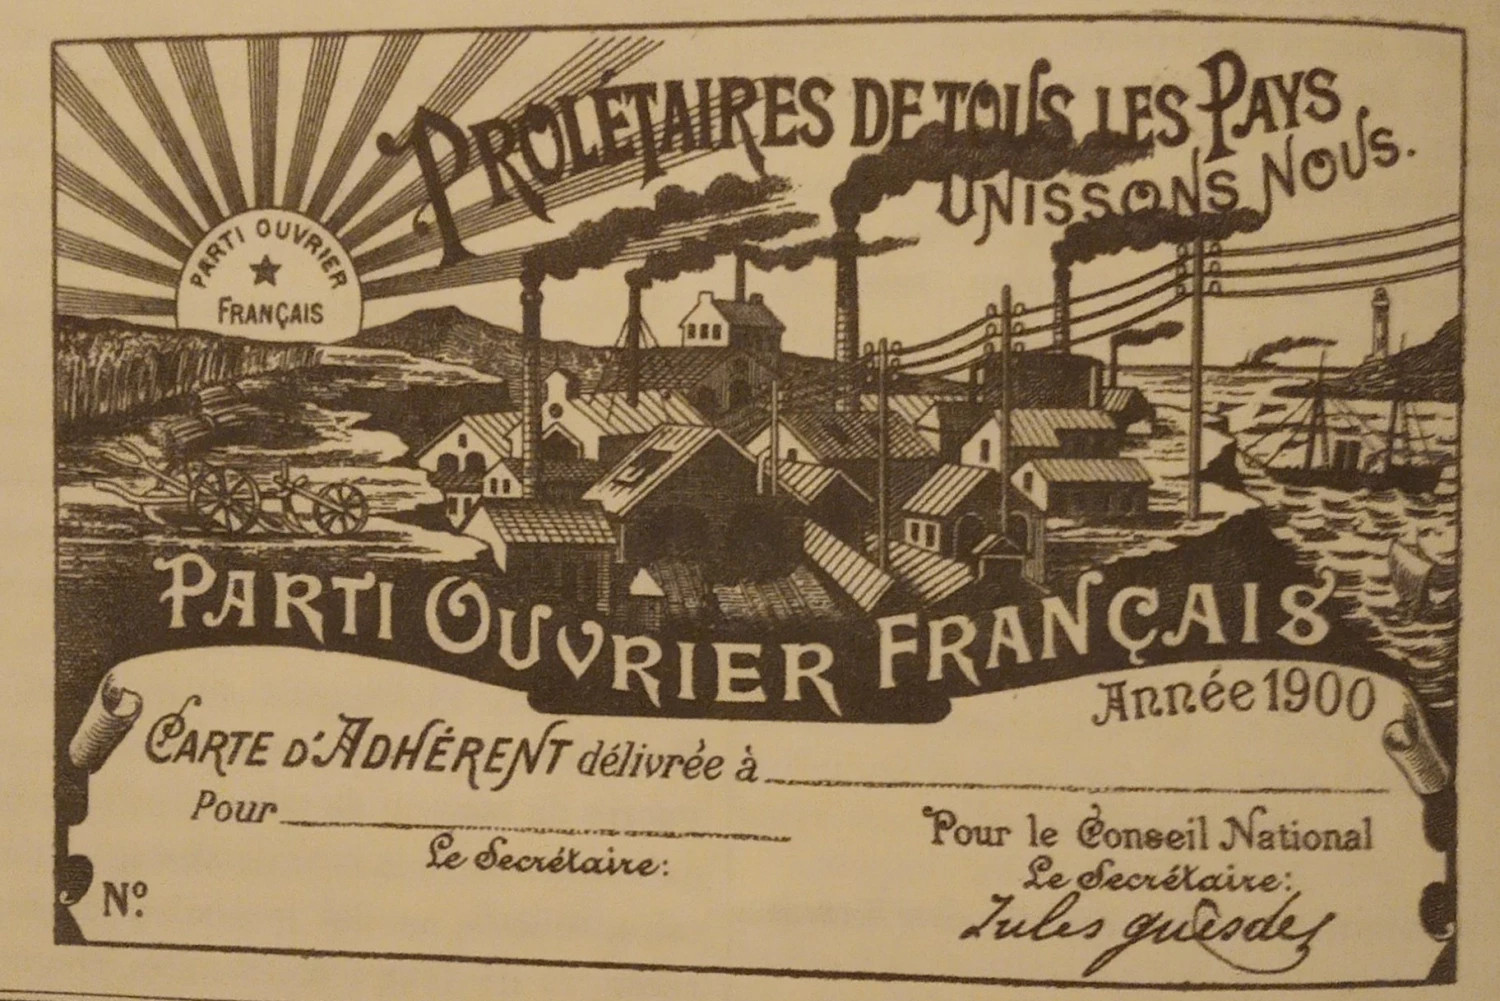 PROLÉTAIRES DE TOUS LES PAYS
UNISSONS NOUS.
PARTI OUVRIER
FRANÇAIS
PARTI OUVRIER FRANÇAIS
Année 1900
CARTE D'ADHÉRENT délivrée à
Pour
Le Secrétaire:
Pour le Conseil National
Le Secrétaire:
Jules Guesde
Nº.